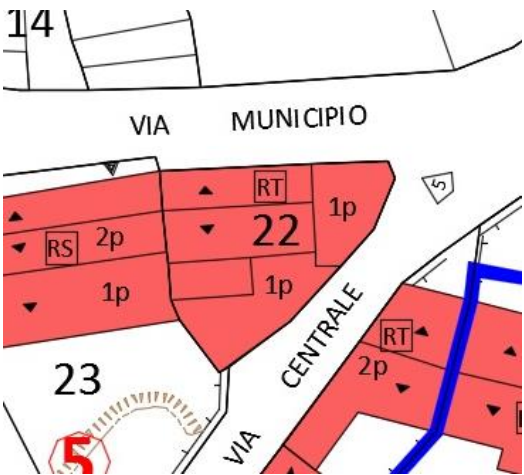 14
VIA MUNICIPIO
5
RT
1p
22
RS
2p
1p
1p
CENTRALE
RT
2p
23
VIA
5